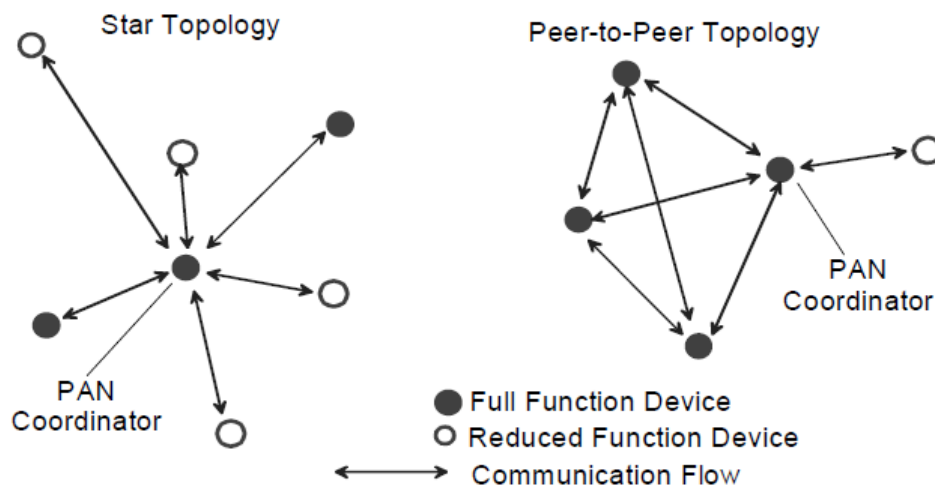 Star Topology
Peer-to-Peer Topology
PAN
Coordinator
PAN
Coordinator
Full Function Device
Reduced Function Device
Communication Flow